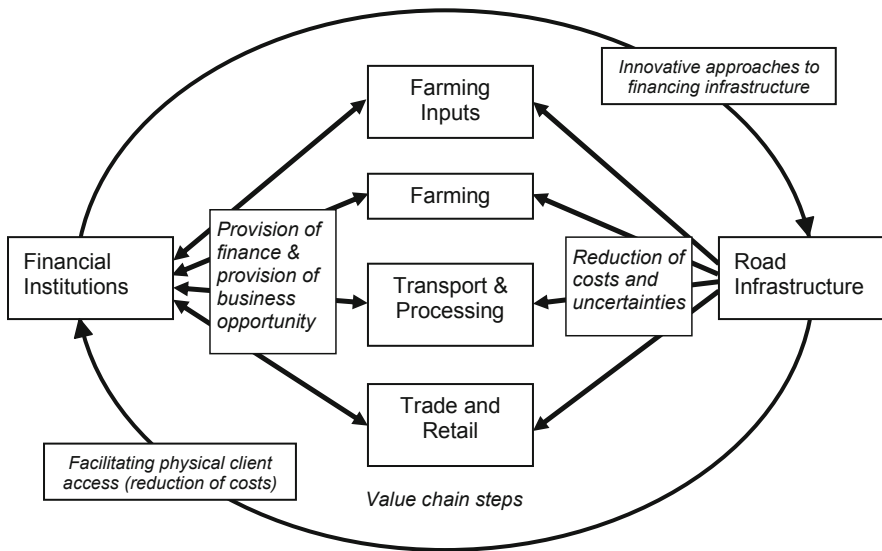 Innovative approaches to
financing infrastructure
Farming
Inputs
Farming
Provision of
finance &
provision of
business
opportunity
Financial
Institutions
Transport &
Processing
Reduction of
costs and
uncertainties
Road
Infrastructure
Trade and
Retail
Facilitating physical client
access (reduction of costs)
Value chain steps